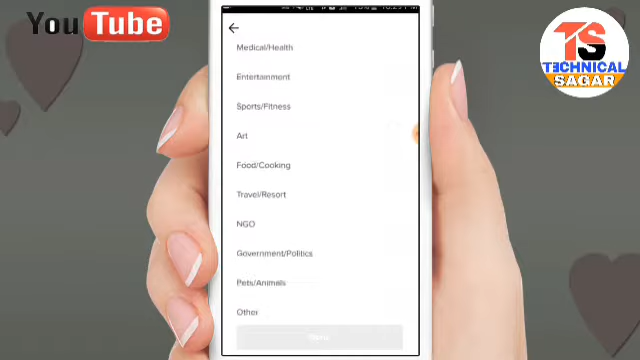 YouTube
TS
TECHNICAL
SAGAR
Medical/Health
Entertainment
Sports/Fitness
Art
Food/Cooking
Travel/Resort
NGO
Government/Politics
Pets/Animals
Other